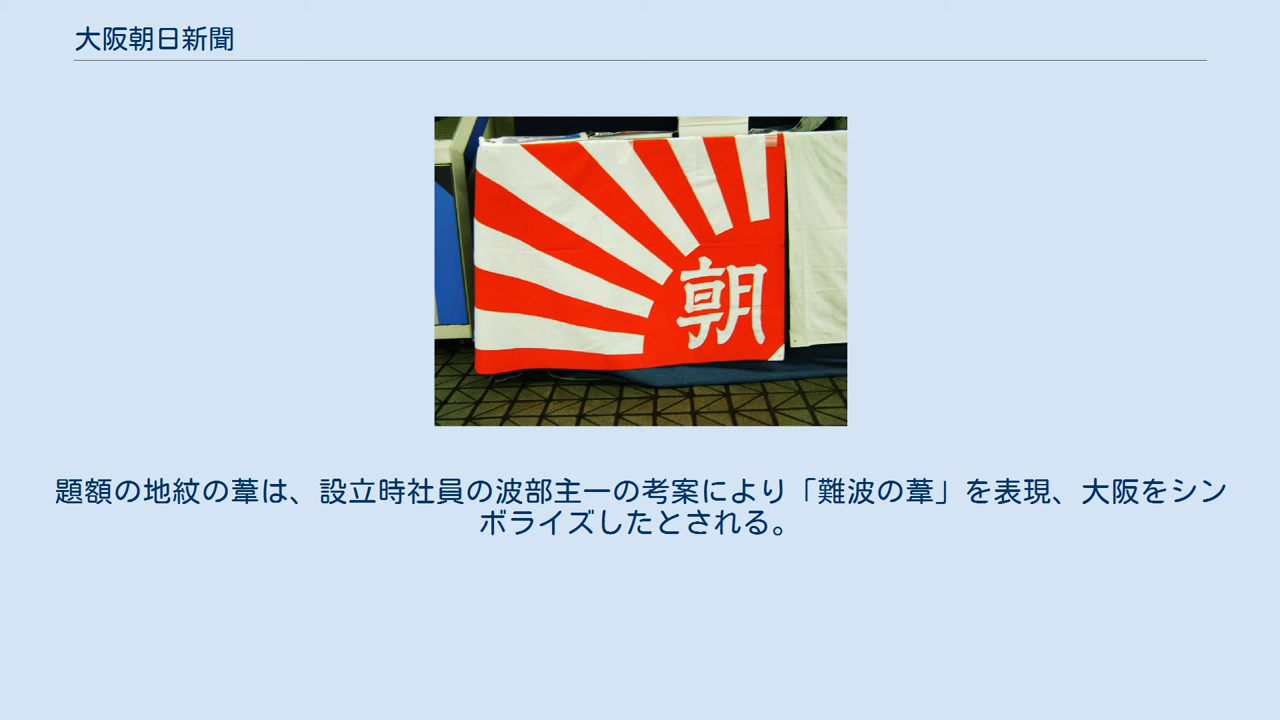 大阪朝日新聞
朝
題額の地紋の葦は、設立時社員の波部主一の考案により「難波の葦」を表現、大阪をシン
ボライズしたとされる。